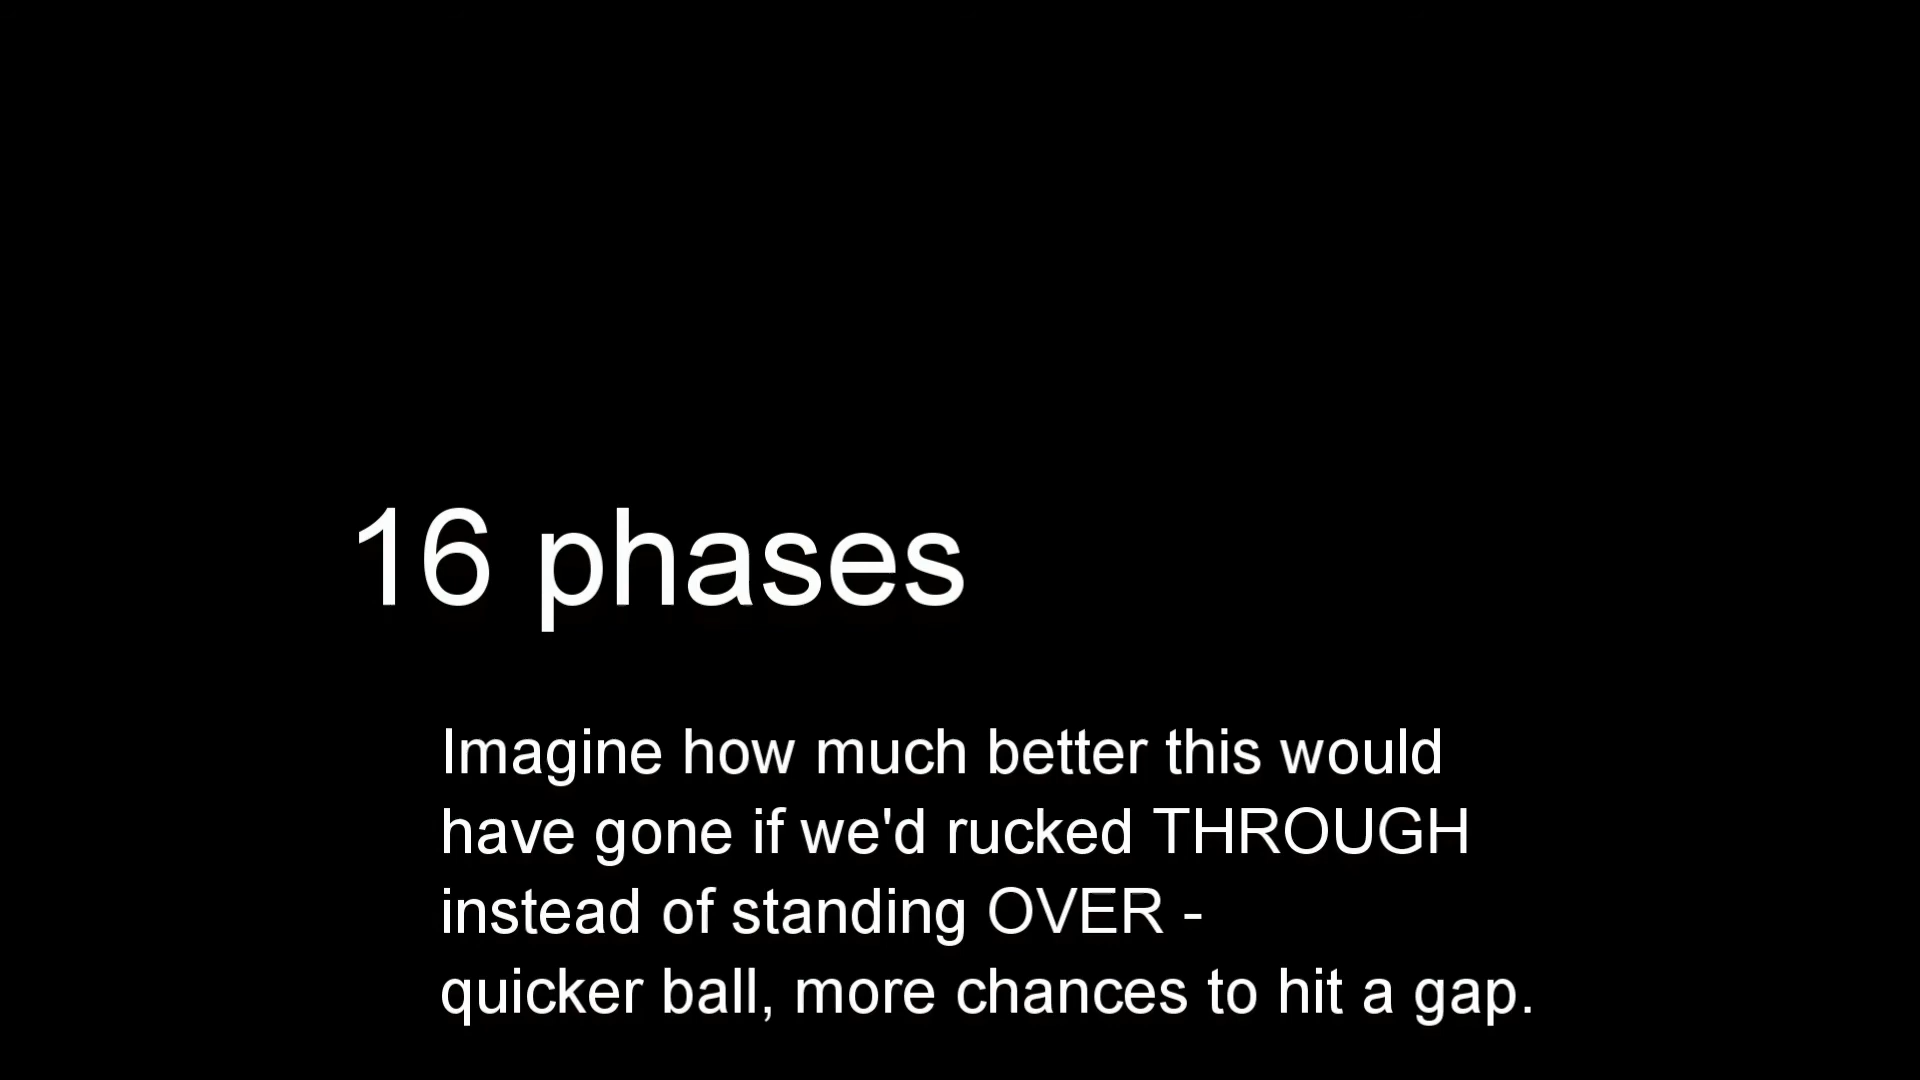 16 phases
Imagine how much better this would
have gone if we'd rucked THROUGH
instead of standing OVER -
quicker ball, more chances to hit a gap.